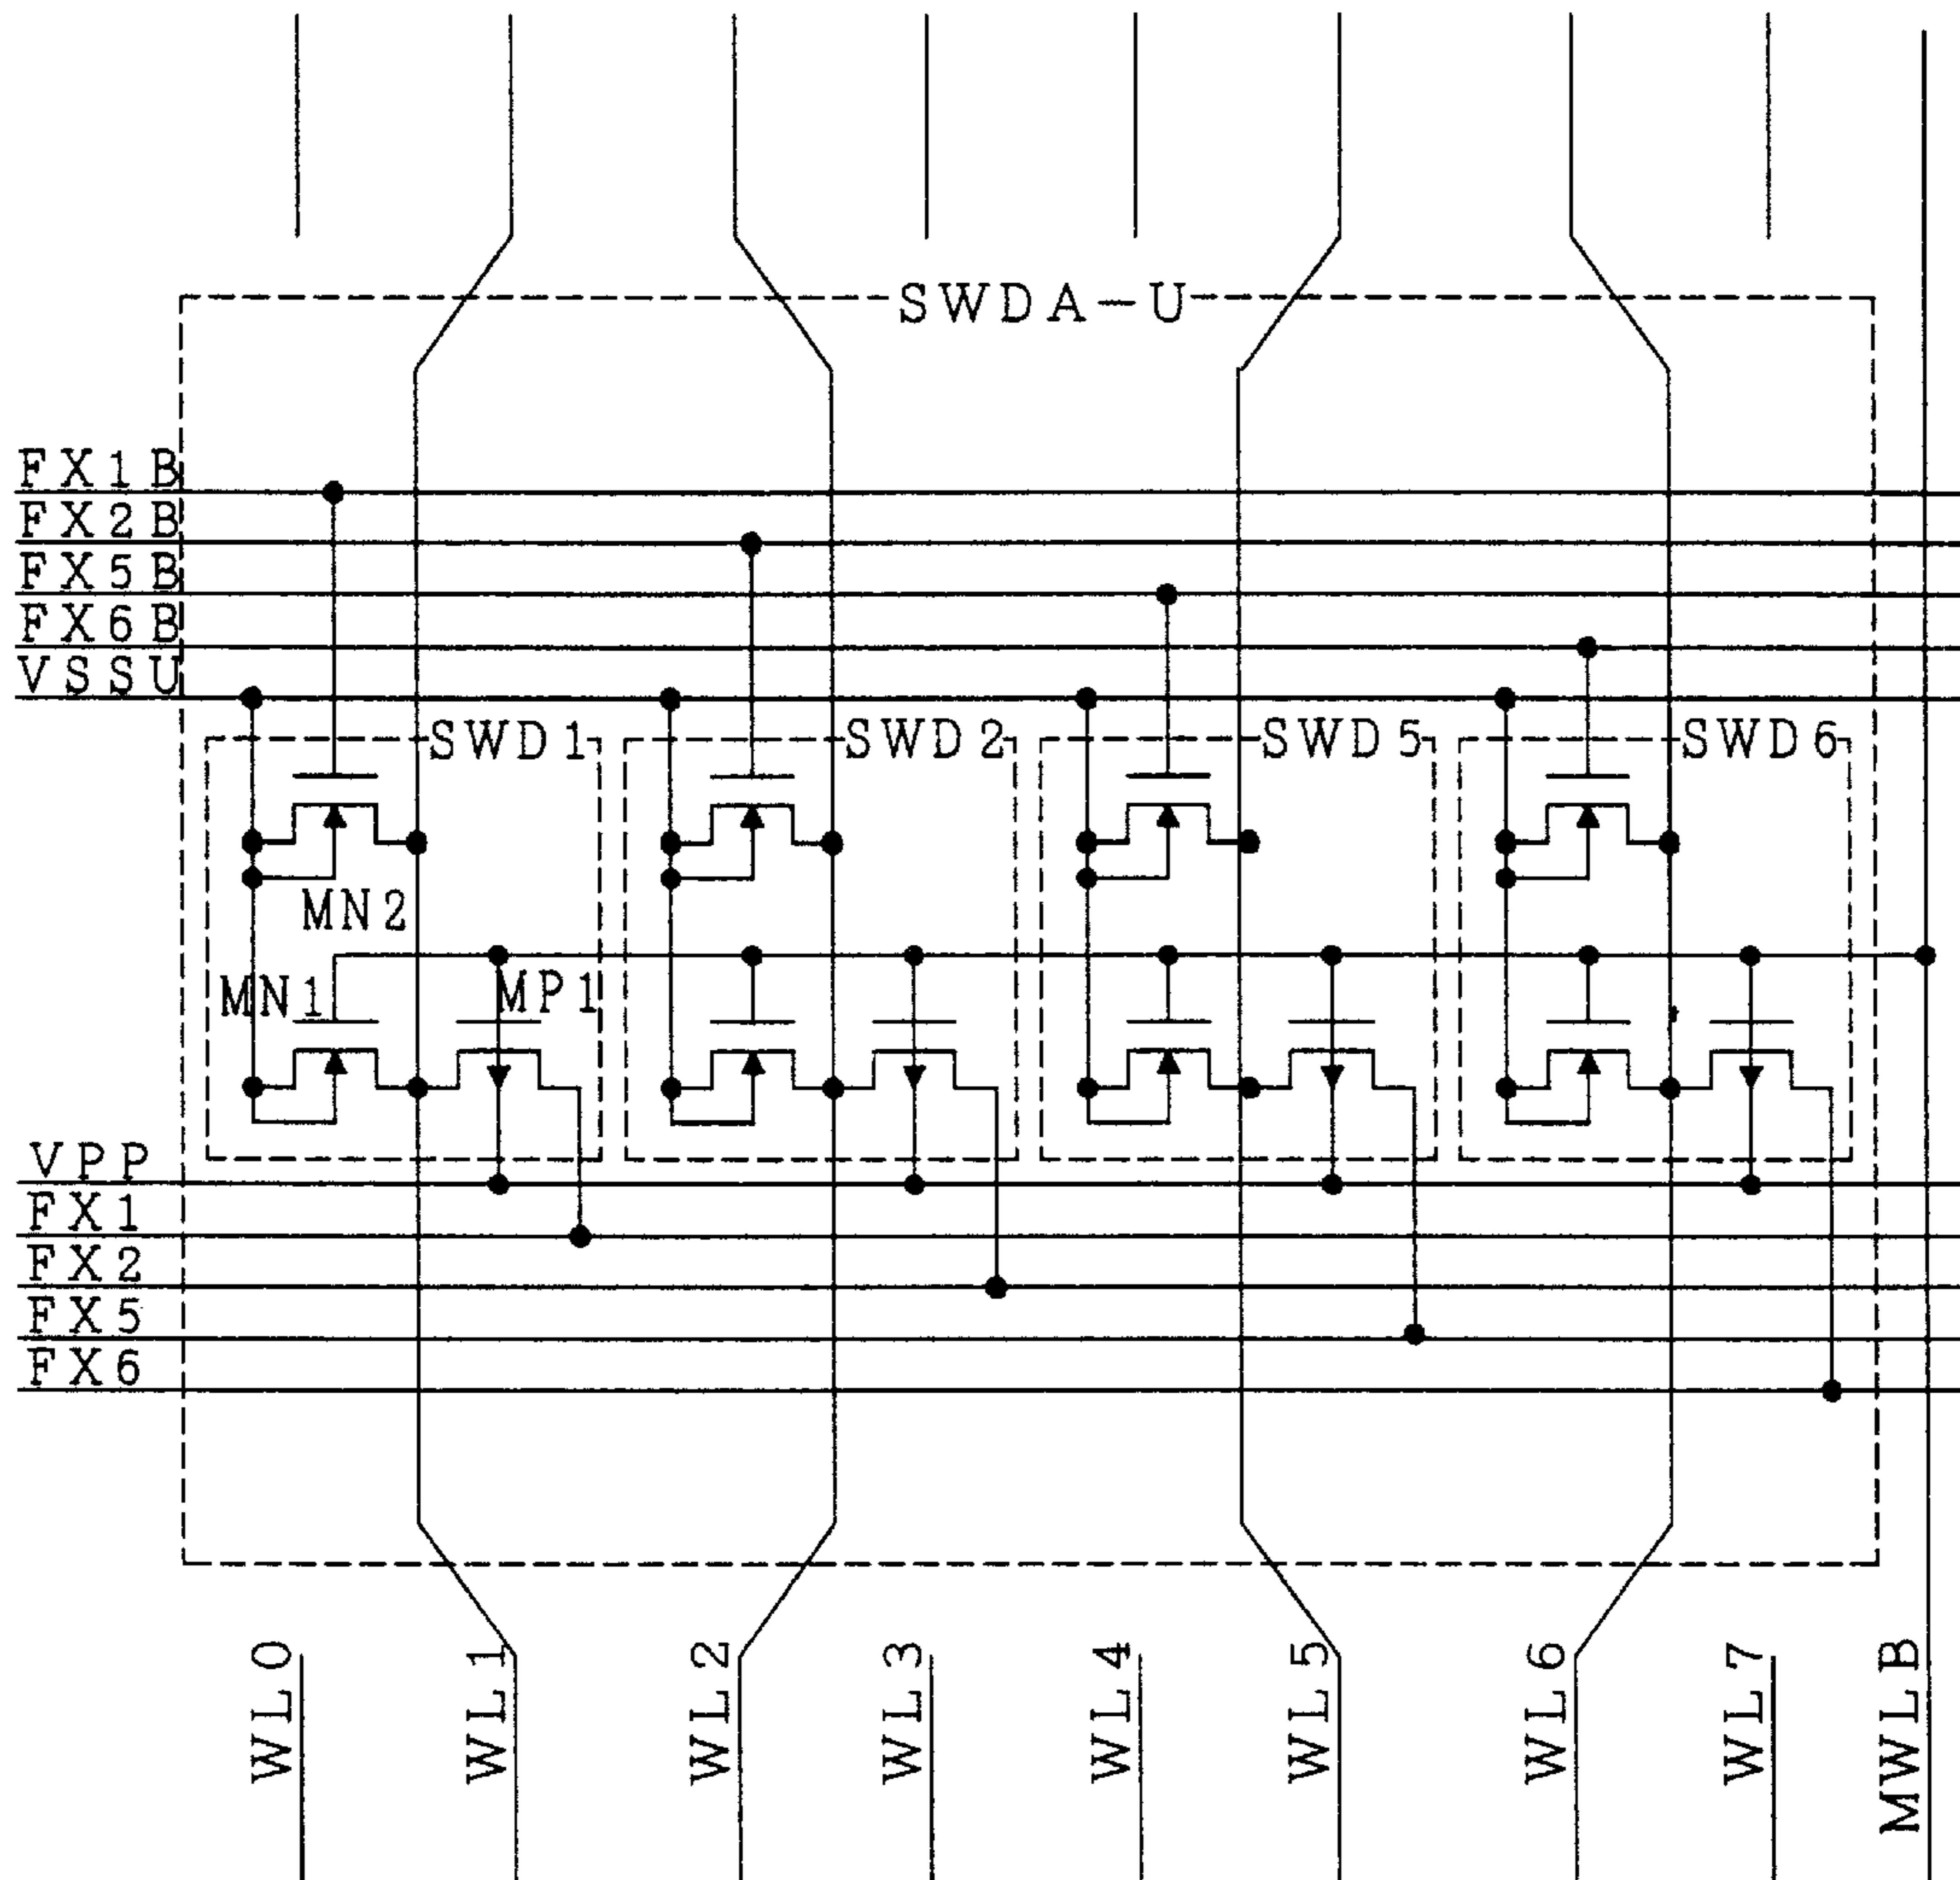 SWDA-U
FX1B
FX2B
FX5B
FX6B
VSSU
SWD1
SWD2
SWD5
SWD6
MN2
MN1
MP1
VPP
FX1
FX2
FX5
FX6
WL0
WL1
WL2
WL3
WL4
WL5
WL6
WL7
MWLB